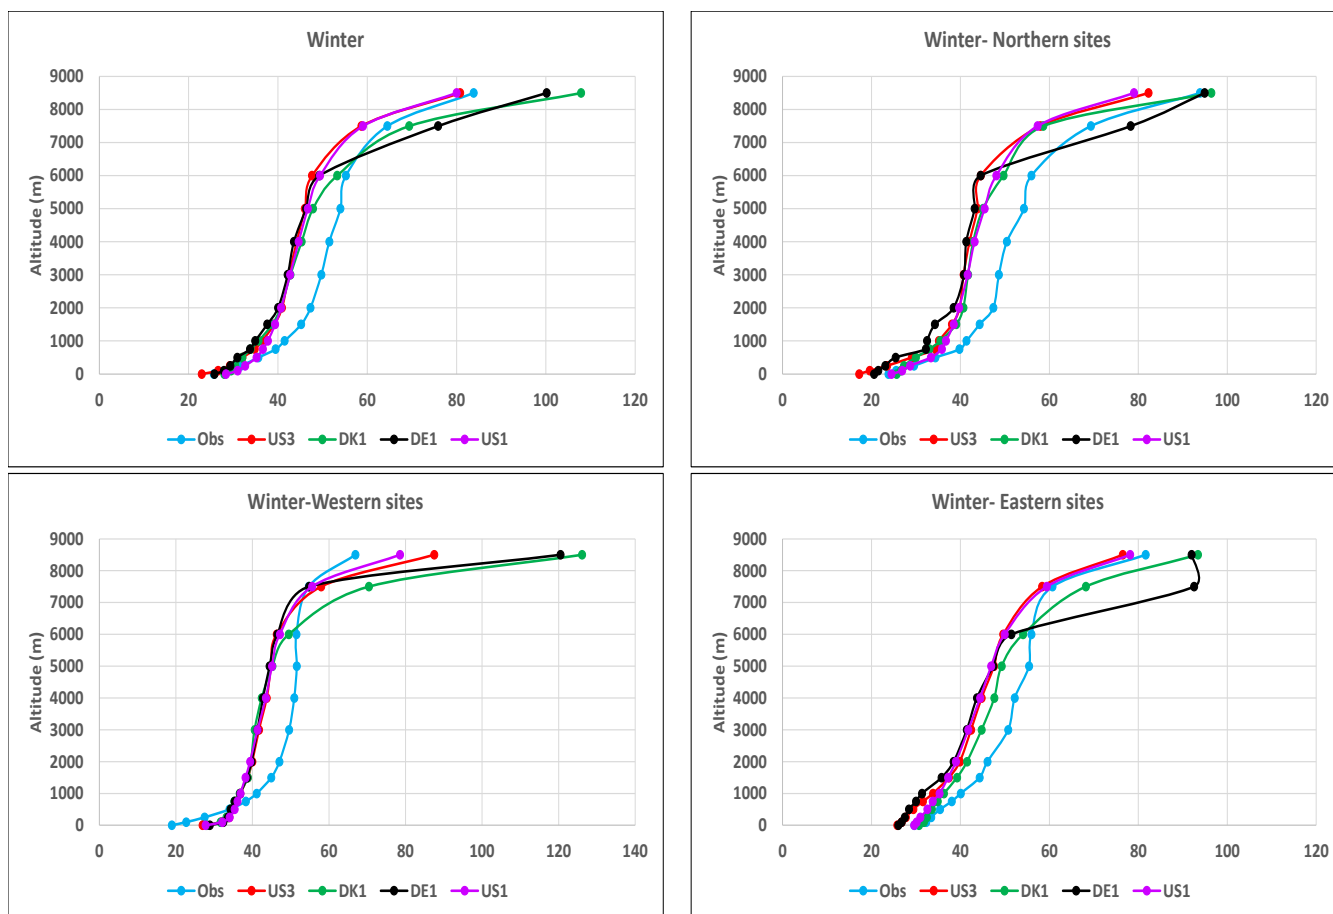 Winter
9000
8000
7000
6000
5000
4000
3000
2000
1000
0
Altitude (m)
0 20 40 60 80 100 120
Obs US3 DK1 DE1 US1
Winter- Northern sites
9000
8000
7000
6000
5000
4000
3000
2000
1000
0
Altitude (m)
0 20 40 60 80 100 120
Obs US3 DK1 DE1 US1
Winter-Western sites
9000
8000
7000
6000
5000
4000
3000
2000
1000
0
Altitude (m)
0 20 40 60 80 100 120 140
Obs US3 DK1 DE1 US1
Winter- Eastern sites
9000
8000
7000
6000
5000
4000
3000
2000
1000
0
Altitude (m)
0 20 40 60 80 100 120
Obs US3 DK1 DE1 US1